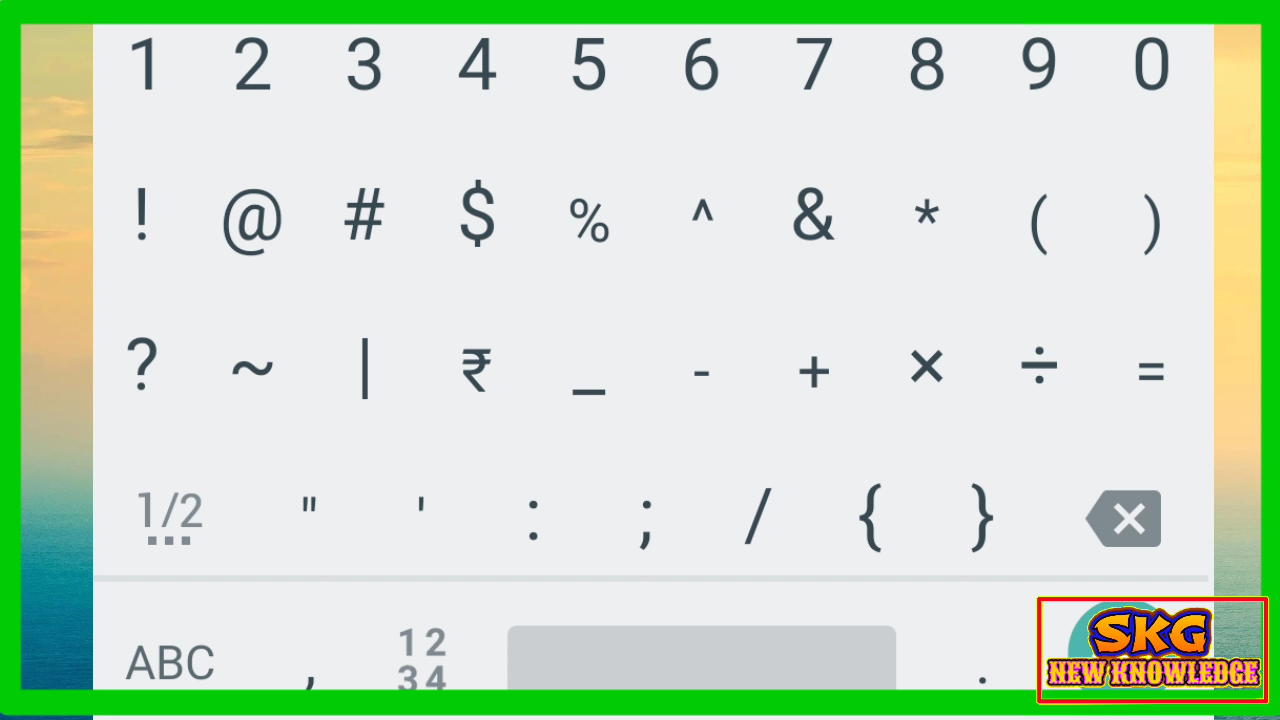 1 2 3 4 5 6 7 8 9 0
! @ # $ % ^ & * ( )
? ~ | ₹ _ - + × ÷ =
1/2 " ' : ; / { }
ABC , 12 .
34
SKG
NEW KNOWLEDGE